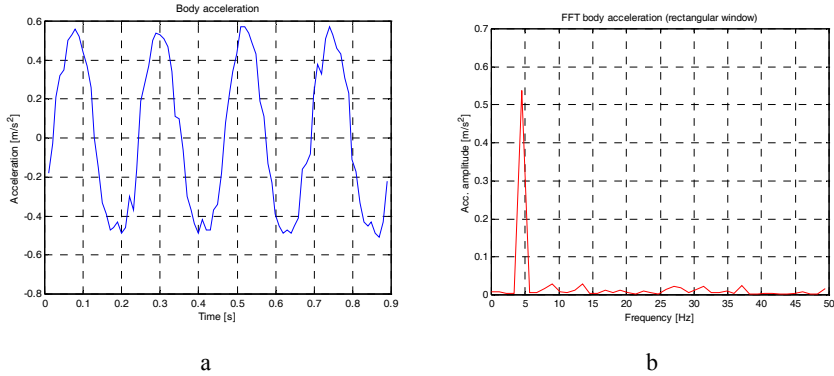 Body acceleration
0.6
0.4
0.2
0
-0.2
-0.4
-0.6
-0.8
Acceleration [m/s²]
0 0.1 0.2 0.3 0.4 0.5 0.6 0.7 0.8 0.9
Time [s]
a
FFT body acceleration (rectangular window)
0.7
0.6
0.5
0.4
0.3
0.2
0.1
0
Acc. amplitude [m/s²]
0 5 10 15 20 25 30 35 40 45 50
Frequency [Hz]
b